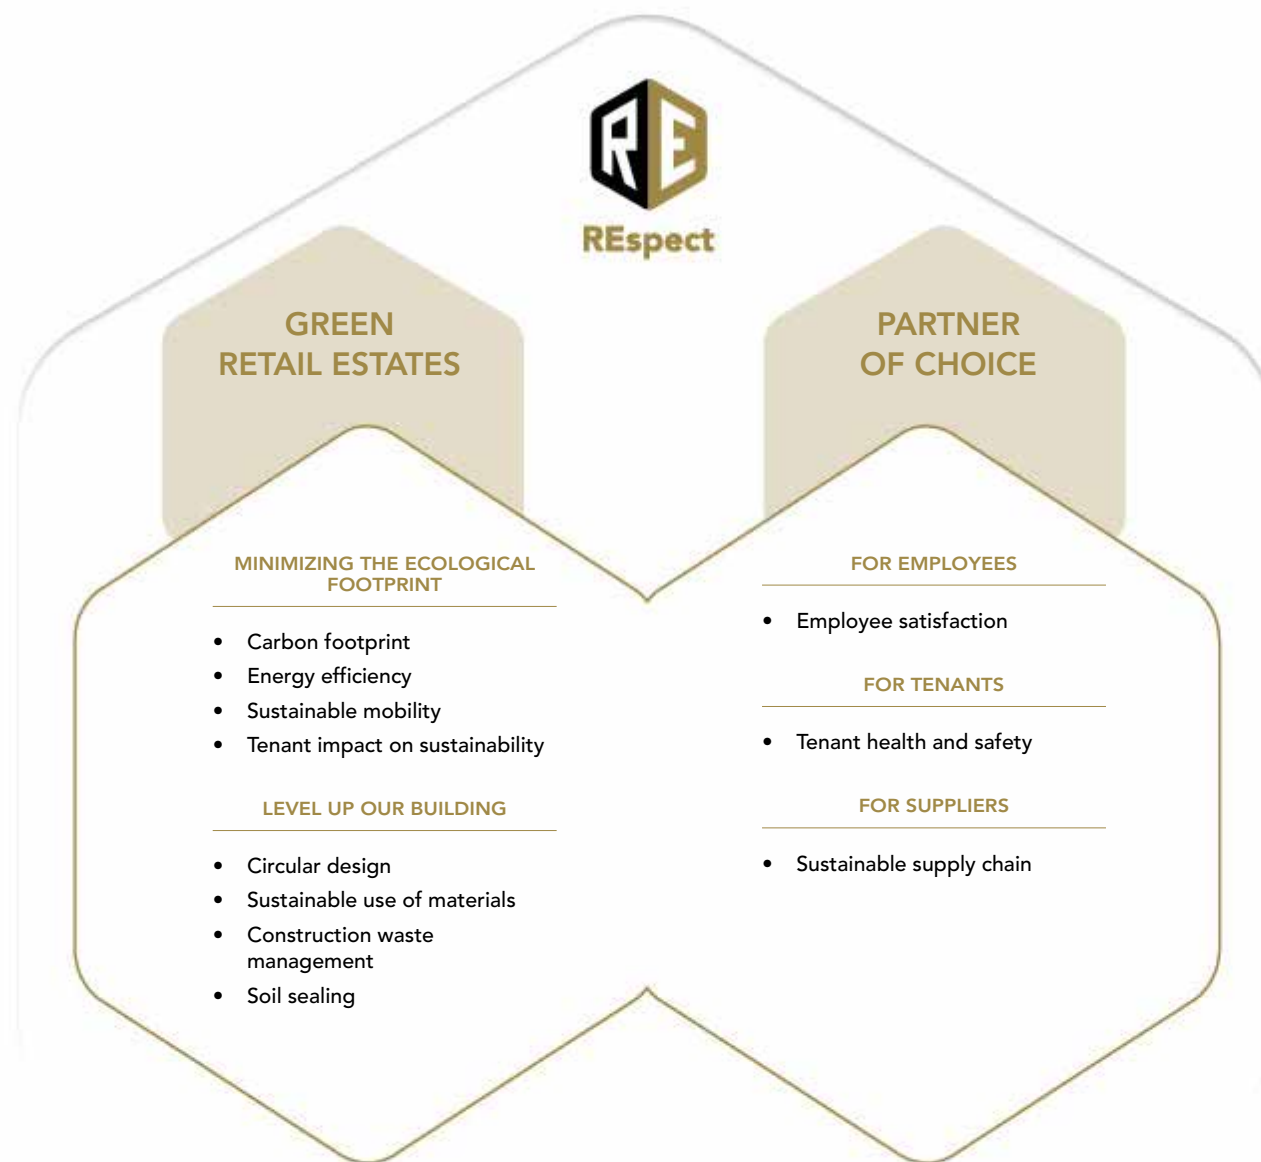 RE
REspect
GREEN
RETAIL ESTATES
MINIMIZING THE ECOLOGICAL
FOOTPRINT
• Carbon footprint
• Energy efficiency
• Sustainable mobility
• Tenant impact on sustainability
LEVEL UP OUR BUILDING
• Circular design
• Sustainable use of materials
• Construction waste
management
• Soil sealing
PARTNER
OF CHOICE
FOR EMPLOYEES
• Employee satisfaction
FOR TENANTS
• Tenant health and safety
FOR SUPPLIERS
• Sustainable supply chain